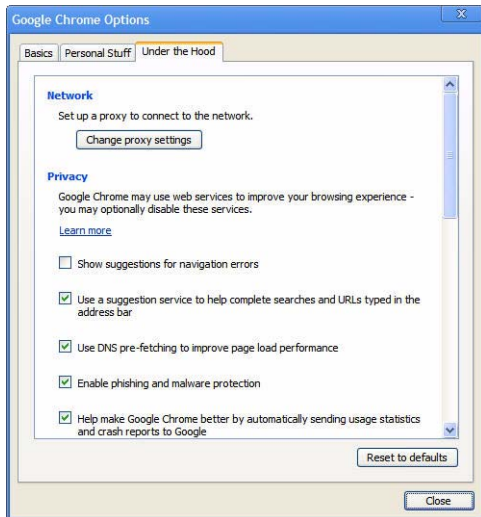 Google Chrome Options
Basics
Personal Stuff
Under the Hood
Network
Set up a proxy to connect to the network.
Change proxy settings
Privacy
Google Chrome may use web services to improve your browsing experience -
you may optionally disable these services.
Learn more
Show suggestions for navigation errors
Use a suggestion service to help complete searches and URLs typed in the
address bar
Use DNS pre-fetching to improve page load performance
Enable phishing and malware protection
Help make Google Chrome better by automatically sending usage statistics
and crash reports to Google
Reset to defaults
Close